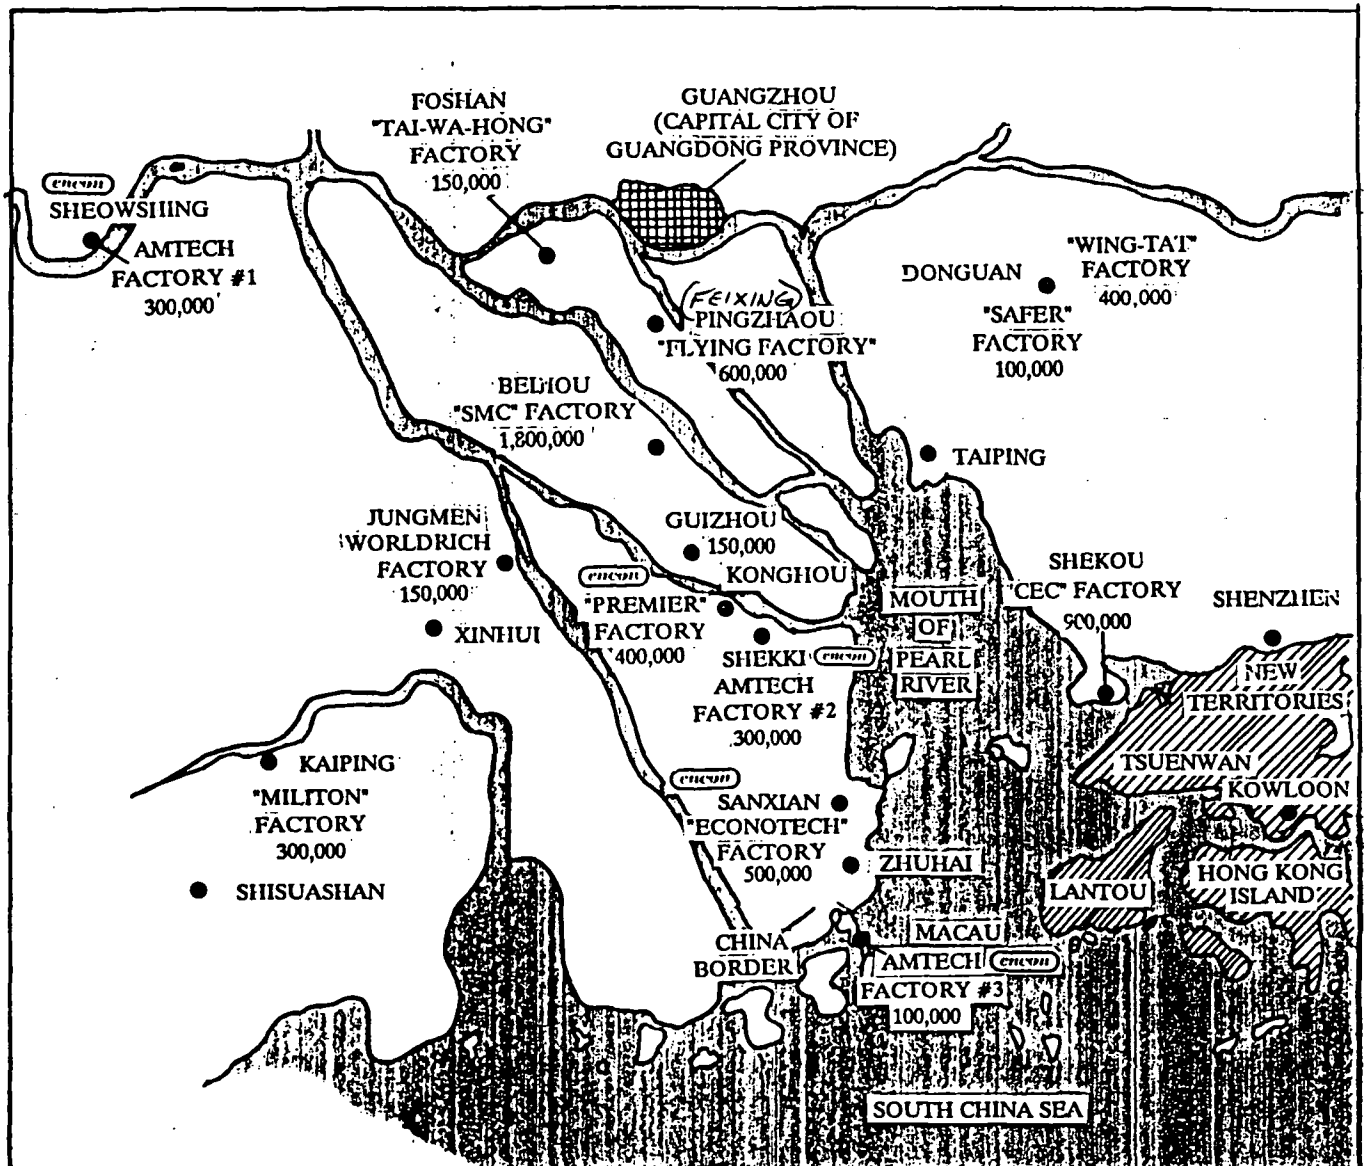 FOSHAN
"TAI-WA-HONG"
FACTORY
150,000
GUANGZHOU
(CAPITAL CITY OF
GUANGDONG PROVINCE)
encon
SHEOWSHING
AMTECH
FACTORY #1
300,000
DONGUAN
"WING-TAT"
FACTORY
400,000
"SAFER"
FACTORY
100,000
(FEIXING)
PINGZHAOU
"FLYING FACTORY"
600,000
BEIJIOU
"SMC" FACTORY
1,800,000
TAIPING
JUNGMEN
WORLDRICH
FACTORY
150,000
GUIZHOU
150,000
KONGHOU
encon
"PREMIER"
FACTORY
400,000
XINHUI
SHEKKI encon
AMTECH
FACTORY #2
300,000
MOUTH
OF
PEARL
RIVER
SHEKOU
"CEC" FACTORY
900,000
SHENZHEN
NEW
TERRITORIES
TSUENWAN
KOWLOON
KAIPING
"MILITON"
FACTORY
300,000
SHISUASHAN
encon
SANXIAN
"ECONOTECH"
FACTORY
500,000
ZHUHAI
LANTOU
HONG KONG
ISLAND
CHINA
BORDER
MACAU
AMTECH encon
FACTORY #3
100,000
SOUTH CHINA SEA